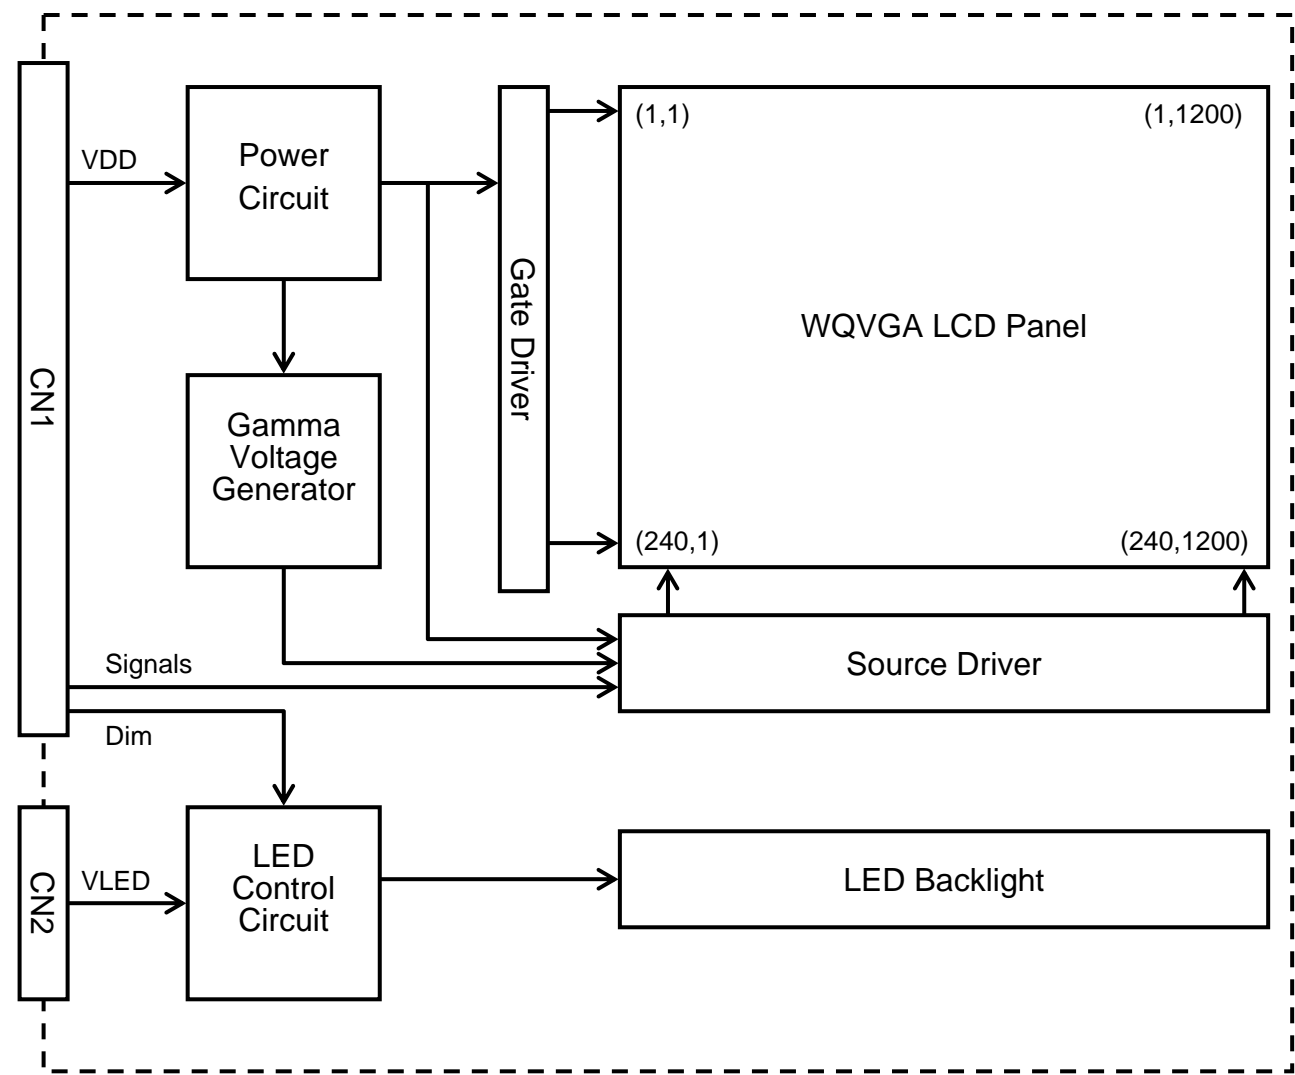 VDD
Power
Circuit
(1,1)
(1,1200)
Gate Driver
WQVGA LCD Panel
CN1
Gamma
Voltage
Generator
(240,1)
(240,1200)
Signals
Source Driver
Dim
CN2
VLED
LED
Control
Circuit
LED Backlight